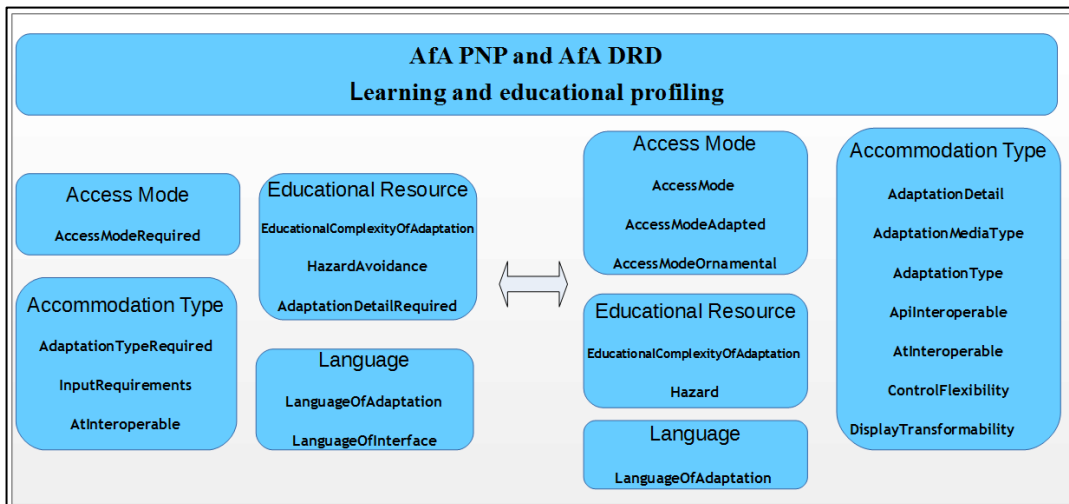 AfA PNP and AfA DRD
Learning and educational profiling
Access Mode
AccessModeRequired
Accommodation Type
AdaptationTypeRequired
InputRequirements
AtInteroperable
Educational Resource
EducationalComplexityOfAdaptation
HazardAvoidance
AdaptationDetailRequired
Language
LanguageOfAdaptation
LanguageOfInterface
Access Mode
AccessMode
AccessModeAdapted
AccessModeOrnamental
Educational Resource
EducationalComplexityOfAdaptation
Hazard
Language
LanguageOfAdaptation
Accommodation Type
AdaptationDetail
AdaptationMediaType
AdaptationType
ApiInteroperable
AtInteroperable
ControlFlexibility
DisplayTransformability